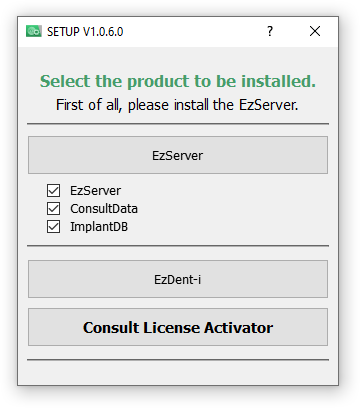 SETUP V1.0.6.0
Select the product to be installed.
First of all, please install the EzServer.
EzServer
EzServer
ConsultData
ImplantDB
EzDent-i
Consult License Activator